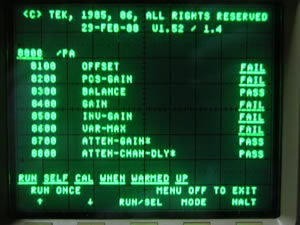 <C> TEK, 1985, 86, ALL RIGHTS RESERVED
29-FEB-88 V1.52 / 1.4
0000 /PA
0100 OFFSET FAIL
0200 POS-GAIN FAIL
0300 BALANCE PASS
0400 GAIN FAIL
0500 INV-GAIN FAIL
0600 VAR-MAX FAIL
0700 ATTEN-GAIN* PASS
0800 ATTEN-CHAN-DLY* PASS
RUN SELF CAL WHEN WARMED UP
RUN ONCE MENU OFF TO EXIT
↑ ↓ RUN/SEL MODE HALT